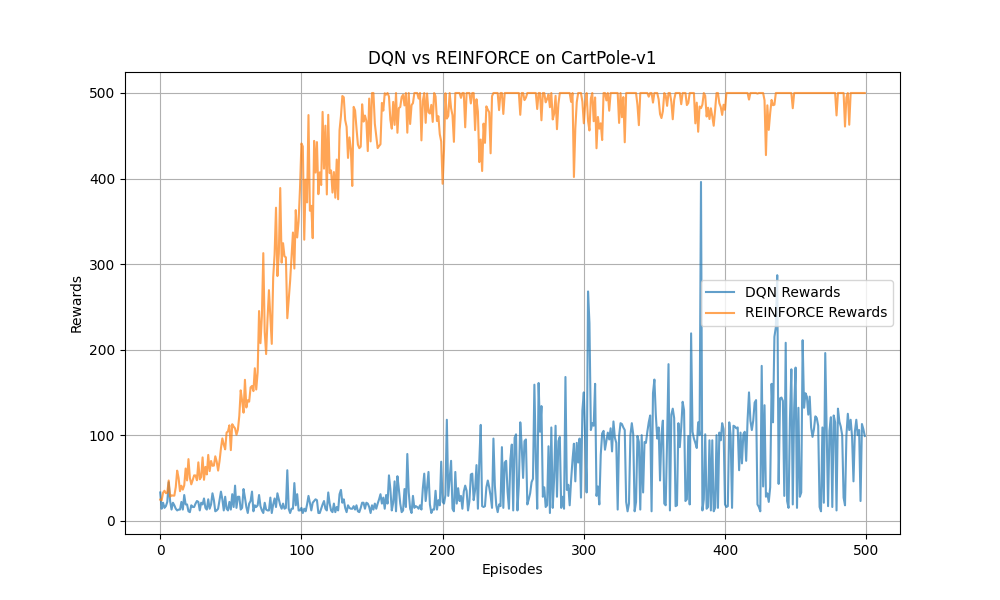 DQN vs REINFORCE on CartPole-v1
500
400
300
200
100
0
Rewards
DQN Rewards
REINFORCE Rewards
0 100 200 300 400 500
Episodes